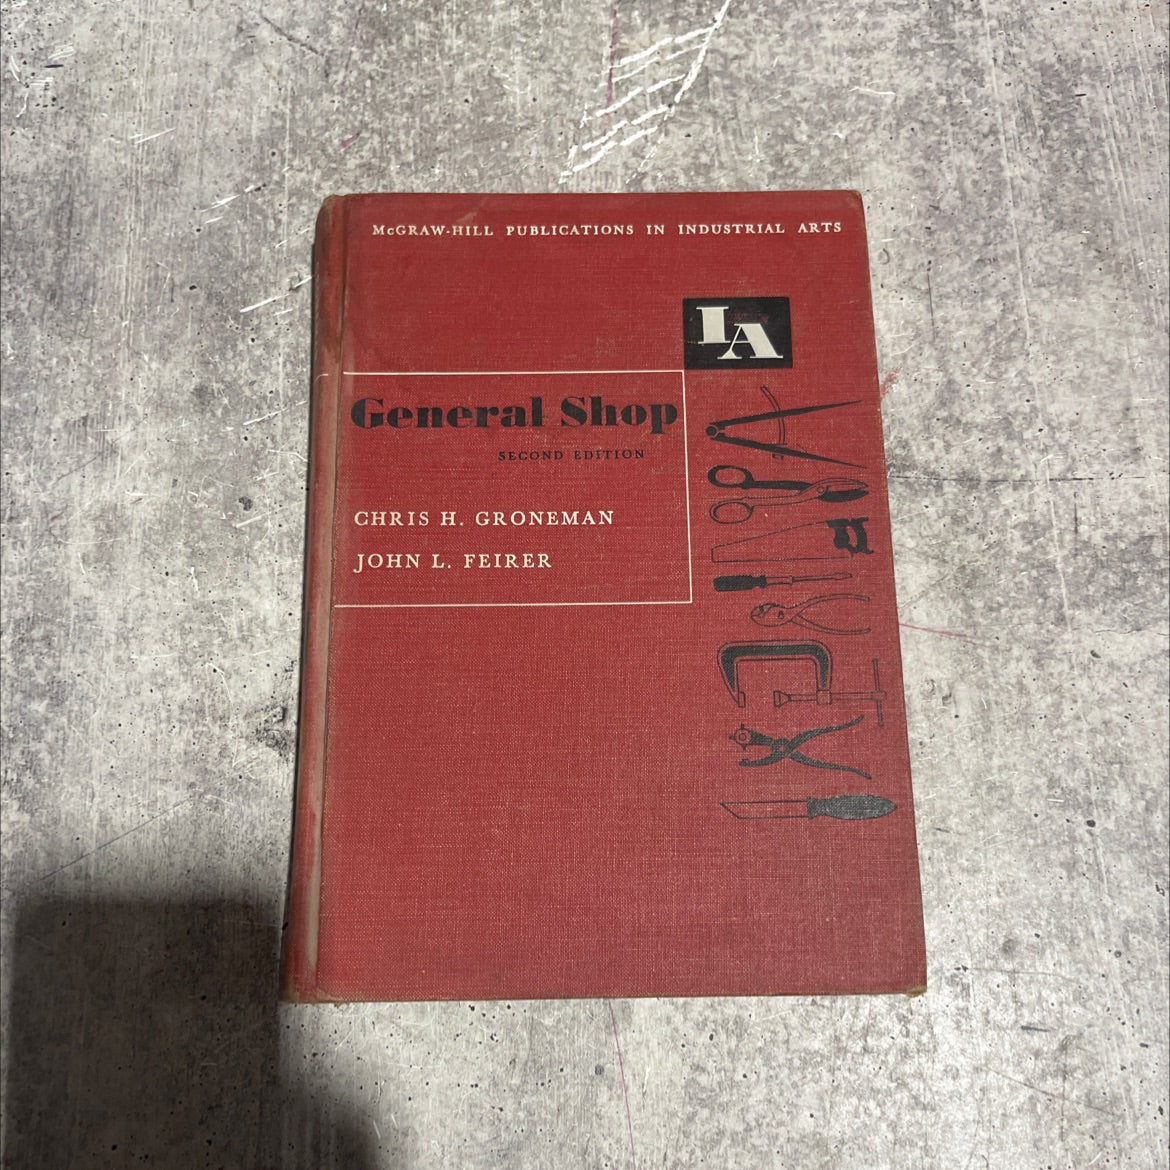 McGRAW-HILL PUBLICATIONS IN INDUSTRIAL ARTS
IA
General Shop
SECOND EDITION
CHRIS H. GRONEMAN
JOHN L. FEIRER